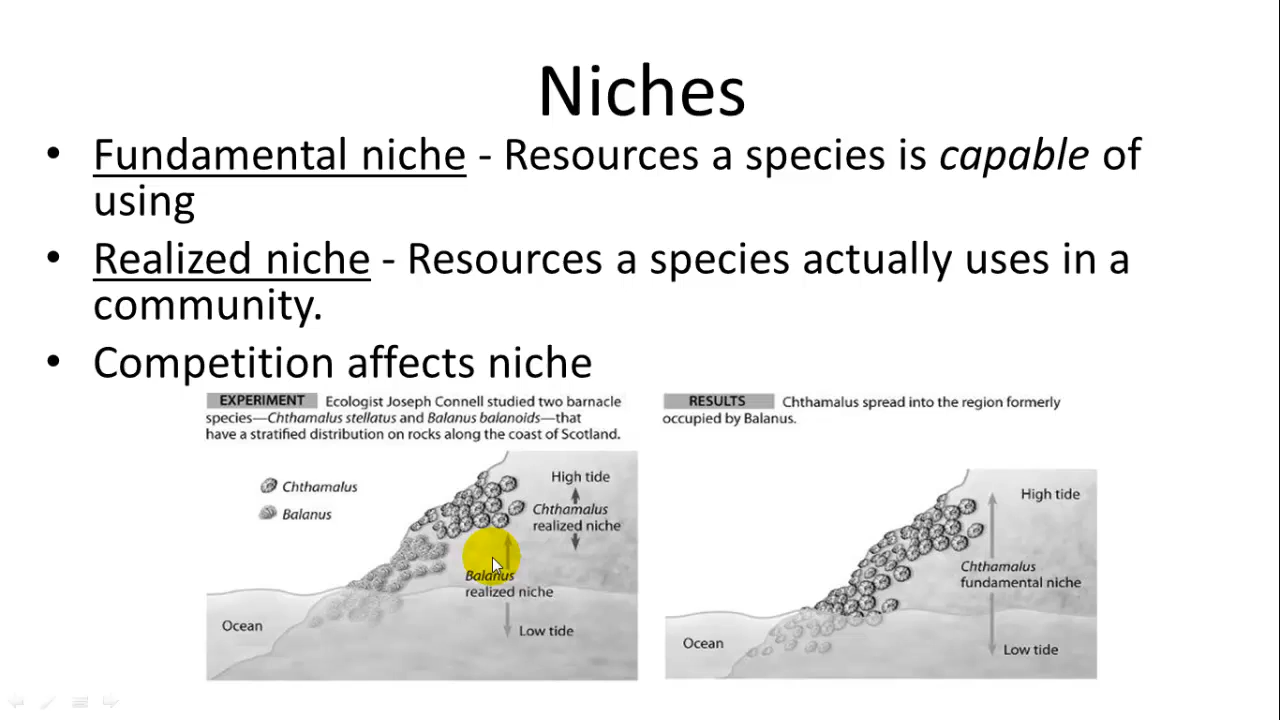 Niches
• Fundamental niche - Resources a species is capable of
using
• Realized niche - Resources a species actually uses in a
community.
• Competition affects niche
EXPERIMENT Ecologist Joseph Connell studied two barnacle
species—Chthamalus stellatus and Balanus balanoids—that
have a stratified distribution on rocks along the coast of Scotland.
Chthamalus
Balanus
High tide
Chthamalus
realized niche
Balanus
realized niche
Ocean
Low tide
RESULTS Chthamalus spread into the region formerly
occupied by Balanus.
High tide
Chthamalus
fundamental niche
Ocean
Low tide